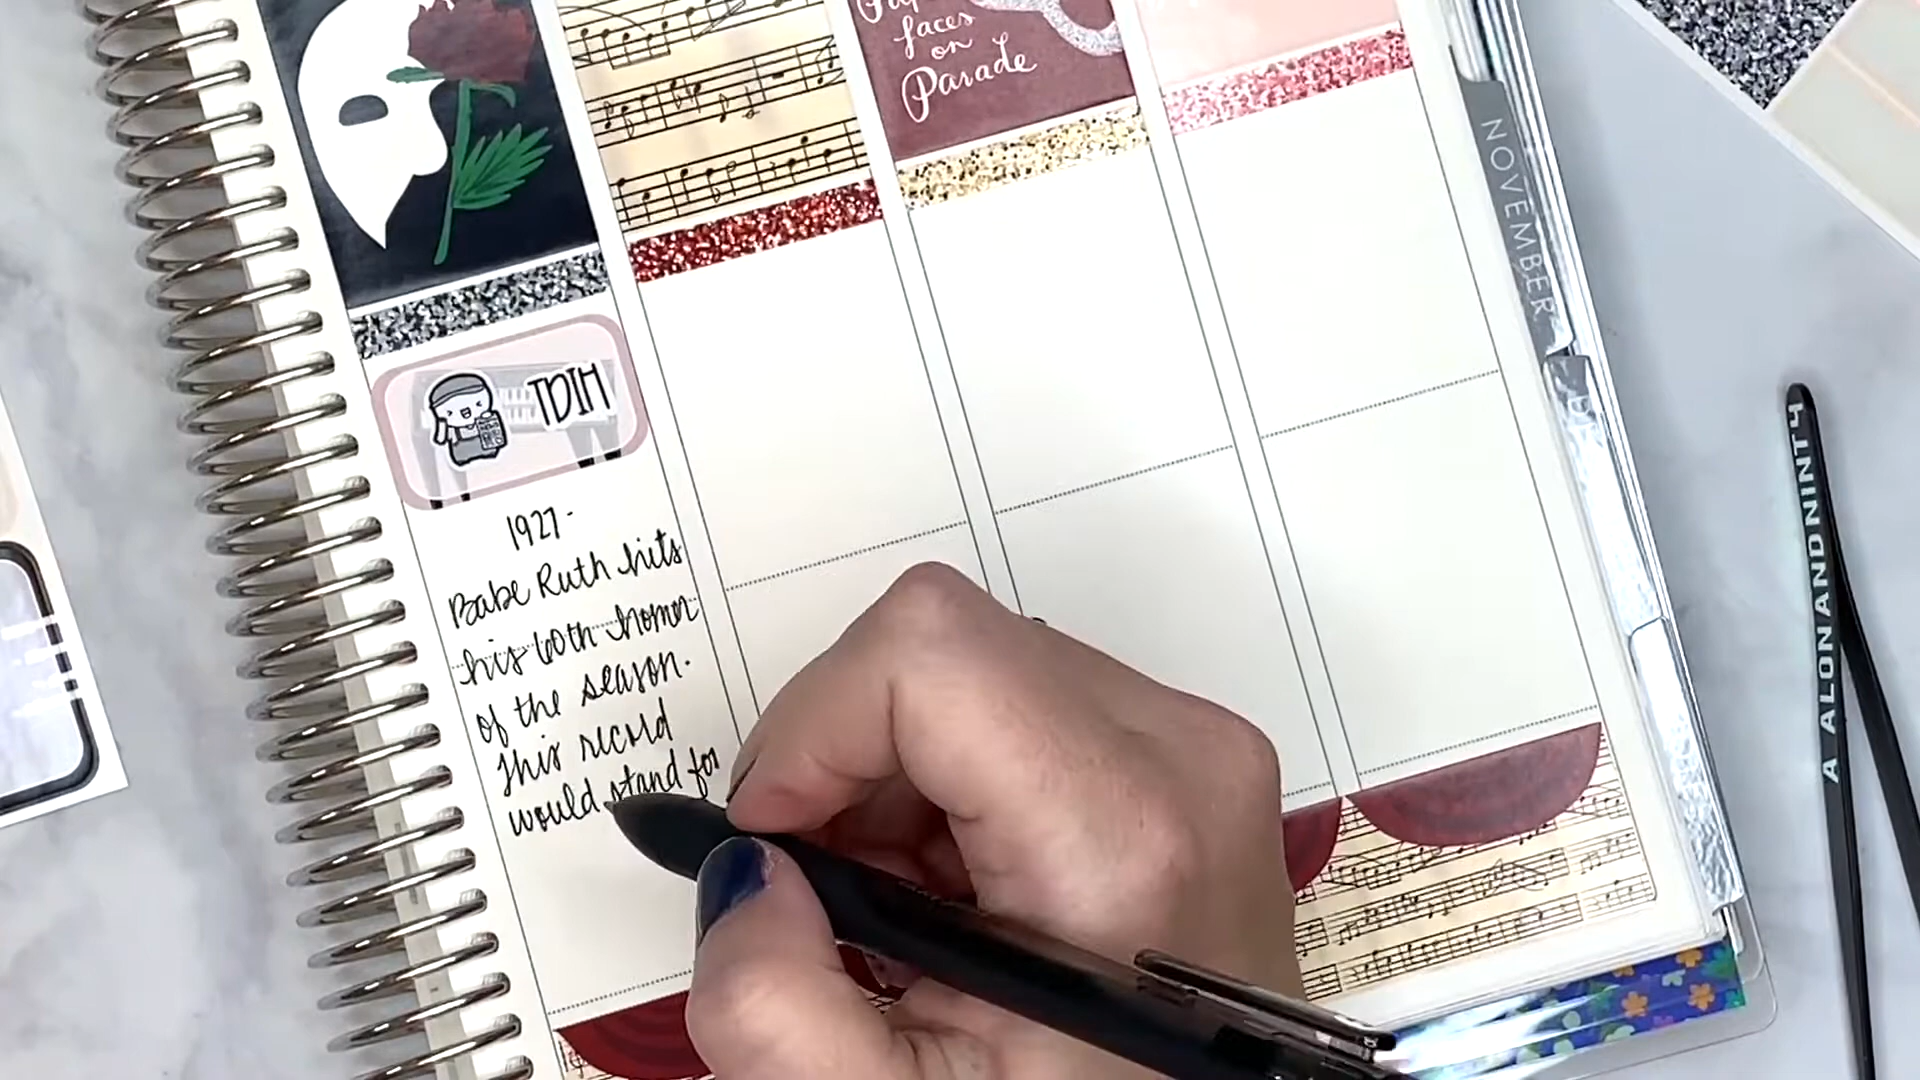 faces
on
Parade
NOVEMBER
TDIH
1927-
Babe Ruth hits
his 60th homer
of the season.
This record
would stand for
A ALONANDNINT4